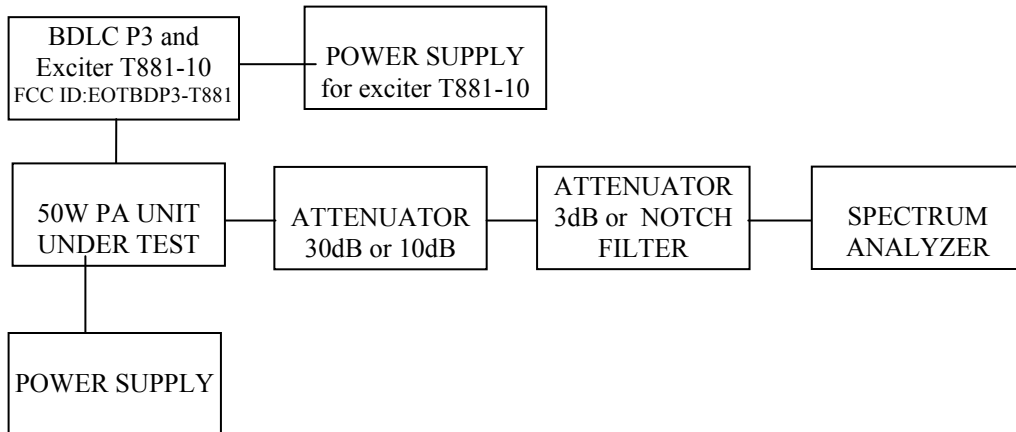 BDLC P3 and
Exciter T881-10
FCC ID:EOTBDP3-T881
POWER SUPPLY
for exciter T881-10
50W PA UNIT
UNDER TEST
ATTENUATOR
30dB or 10dB
ATTENUATOR
3dB or NOTCH
FILTER
SPECTRUM
ANALYZER
POWER SUPPLY